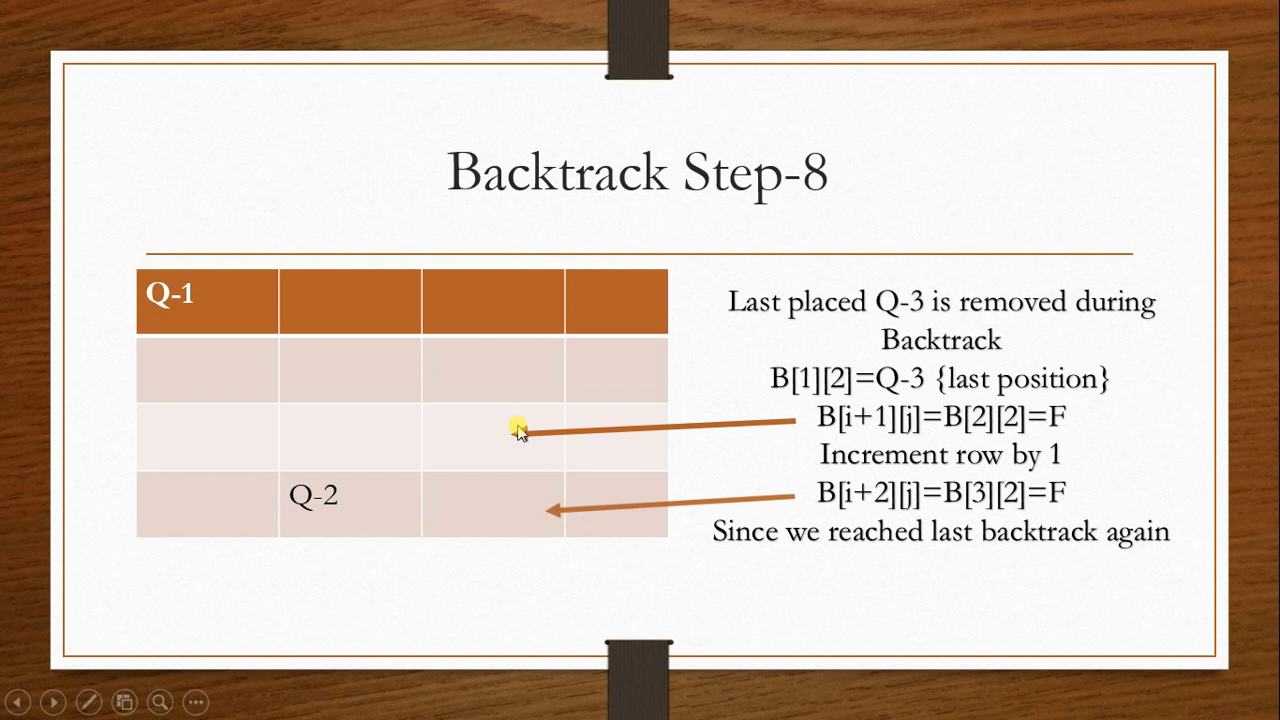 Backtrack Step-8
Q-1
Q-2
Last placed Q-3 is removed during
Backtrack
B[1][2]=Q-3 {last position}
B[i+1][j]=B[2][2]=F
Increment row by 1
B[i+2][j]=B[3][2]=F
Since we reached last backtrack again